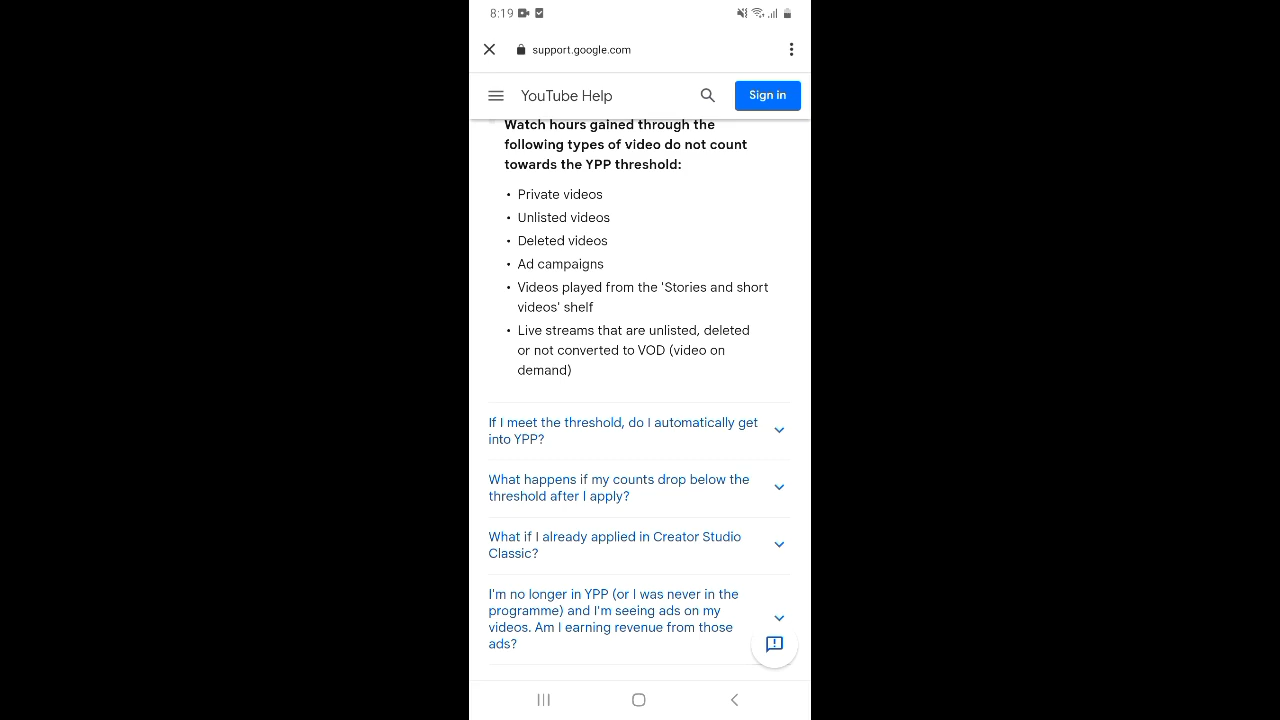 8:19
support.google.com
YouTube Help
Sign in
Watch hours gained through the
following types of video do not count
towards the YPP threshold:
• Private videos
• Unlisted videos
• Deleted videos
• Ad campaigns
• Videos played from the 'Stories and short
videos' shelf
• Live streams that are unlisted, deleted
or not converted to VOD (video on
demand)
If I meet the threshold, do I automatically get
into YPP?
What happens if my counts drop below the
threshold after I apply?
What if I already applied in Creator Studio
Classic?
I'm no longer in YPP (or I was never in the
programme) and I'm seeing ads on my
videos. Am I earning revenue from those
ads?